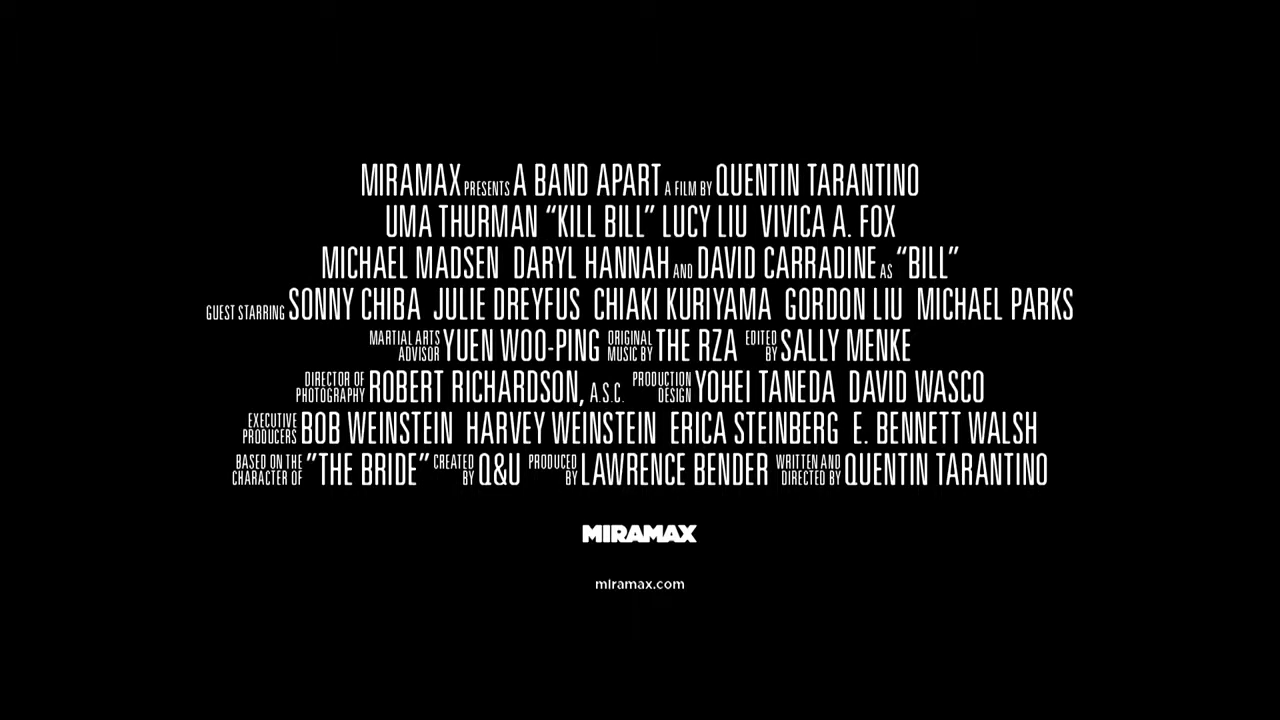 MIRAMAX PRESENTS A BAND APART A FILM BY QUENTIN TARANTINO
UMA THURMAN “KILL BILL” LUCY LIU VIVICA A. FOX
MICHAEL MADSEN DARYL HANNAH AND DAVID CARRADINE AS “BILL”
GUEST STARRING SONNY CHIBA JULIE DREYFUS CHIAKI KURIYAMA GORDON LIU MICHAEL PARKS
MARTIAL ARTS ADVISOR YUEN WOO-PING ORIGINAL MUSIC BY THE RZA EDITED BY SALLY MENKE
DIRECTOR OF PHOTOGRAPHY ROBERT RICHARDSON, A.S.C. PRODUCTION DESIGN YOHEI TANEDA DAVID WASCO
EXECUTIVE PRODUCERS BOB WEINSTEIN HARVEY WEINSTEIN ERICA STEINBERG E. BENNETT WALSH
BASED ON THE CHARACTER OF ”THE BRIDE” CREATED BY Q&U PRODUCED BY LAWRENCE BENDER WRITTEN AND DIRECTED BY QUENTIN TARANTINO
MIRAMAX
miramax.com